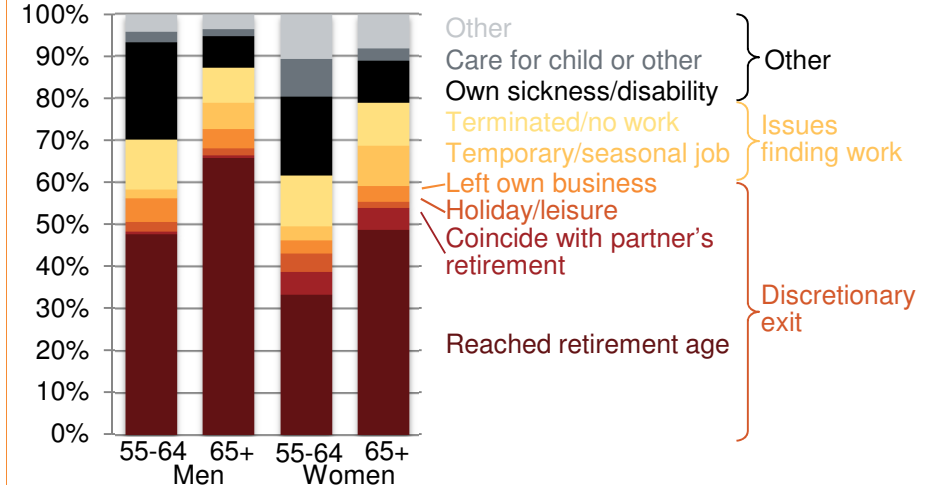 100%
90%
80%
70%
60%
50%
40%
30%
20%
10%
0%
55-64
65+
55-64
65+
Men
Women
Other
Care for child or other
Own sickness/disability
Terminated/no work
Temporary/seasonal job
Left own business
Holiday/leisure
Coincide with partner's
retirement
Reached retirement age
Other
Issues
finding work
Discretionary
exit